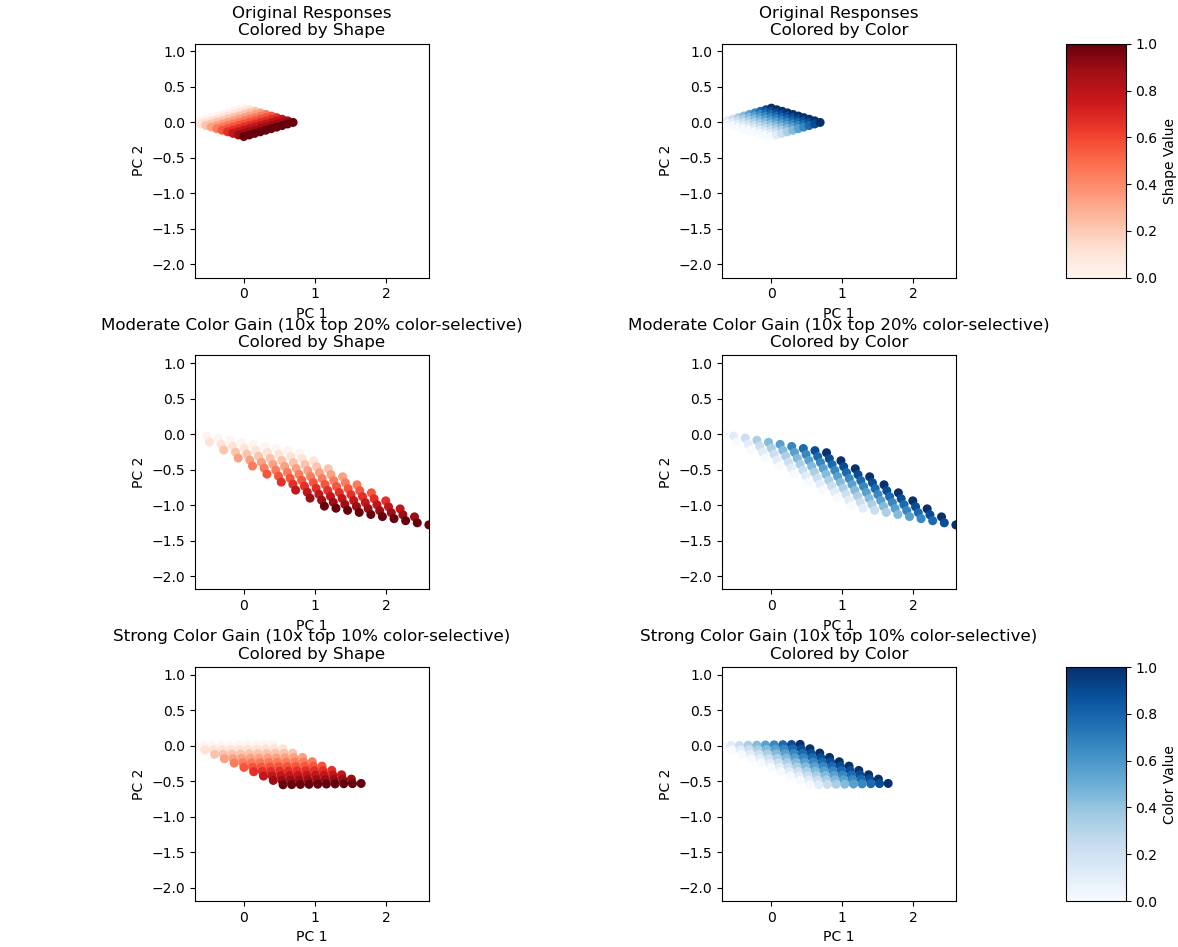 Original Responses
Colored by Shape
1.0
0.5
0.0
−0.5
−1.0
−1.5
−2.0
PC 2
0 1 2
PC 1
Original Responses
Colored by Color
1.0
0.5
0.0
−0.5
−1.0
−1.5
−2.0
PC 2
0 1 2
PC 1
1.0
0.8
0.6
0.4
0.2
0.0
Shape Value
Moderate Color Gain (10x top 20% color-selective)
Colored by Shape
1.0
0.5
0.0
−0.5
−1.0
−1.5
−2.0
PC 2
0 1 2
PC 1
Moderate Color Gain (10x top 20% color-selective)
Colored by Color
1.0
0.5
0.0
−0.5
−1.0
−1.5
−2.0
PC 2
0 1 2
PC 1
Strong Color Gain (10x top 10% color-selective)
Colored by Shape
1.0
0.5
0.0
−0.5
−1.0
−1.5
−2.0
PC 2
0 1 2
PC 1
Strong Color Gain (10x top 10% color-selective)
Colored by Color
1.0
0.5
0.0
−0.5
−1.0
−1.5
−2.0
PC 2
0 1 2
PC 1
1.0
0.8
0.6
0.4
0.2
0.0
Color Value